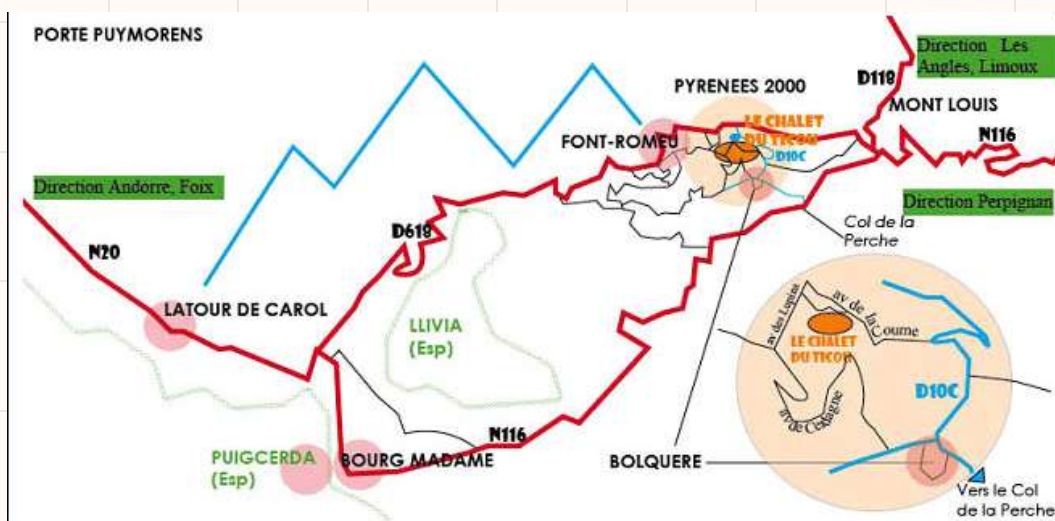 PORTE PUYMORENS
Direction Les
Angles, Limoux
D118
PYRENEES 2000
MONT LOUIS
LE CHALET
DU TICOU
FONT-ROMEU
D10C
N116
Direction Andorre, Foix
Direction Perpignan
Col de la
Perche
D618
N20
LATOUR DE CAROL
LLIVIA
(Esp)
av des Lupins
av de la Coume
LE CHALET
DU TICOU
D10C
av de Cerdagne
N116
PUIGCERDA
(Esp)
BOURG MADAME
BOLQUERE
Vers le Col
de la Perche